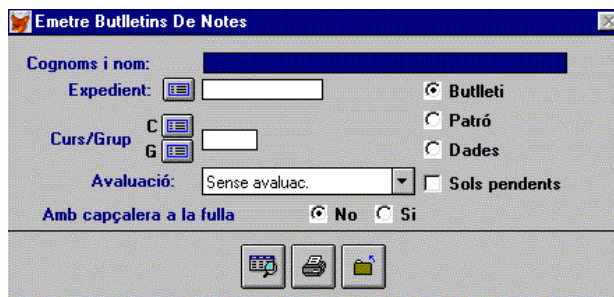 Emetre Butlletins De Notes
Cognoms i nom:
Expedient:
Butlleti
Curs/Grup
C
G
Patró
Dades
Avaluació:
Sense avaluac.
Sols pendents
Amb capçalera a la fulla
No
Si